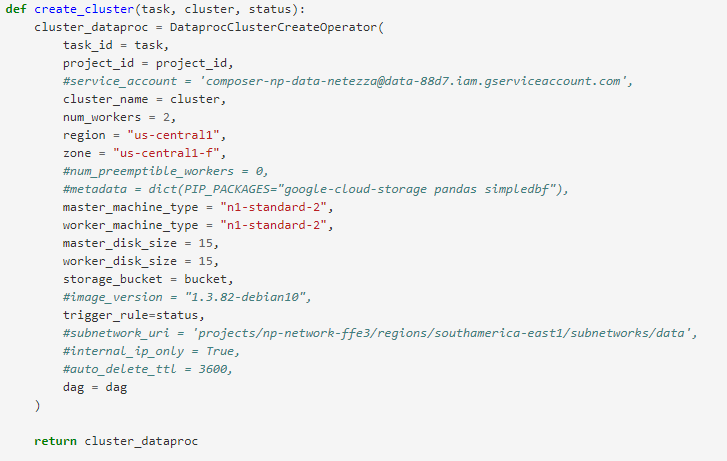 def create_cluster(task, cluster, status):
    cluster_dataproc = DataprocClusterCreateOperator(
        task_id = task,
        project_id = project_id,
        #service_account = 'composer-np-data-netezza@data-88d7.iam.gserviceaccount.com',
        cluster_name = cluster,
        num_workers = 2,
        region = "us-central1",
        zone = "us-central1-f",
        #num_preemptible_workers = 0,
        #metadata = dict(PIP_PACKAGES="google-cloud-storage pandas simpledbf"),
        master_machine_type = "n1-standard-2",
        worker_machine_type = "n1-standard-2",
        master_disk_size = 15,
        worker_disk_size = 15,
        storage_bucket = bucket,
        #image_version = "1.3.82-debian10",
        trigger_rule=status,
        #subnetwork_uri = 'projects/np-network-ffe3/regions/southamerica-east1/subnetworks/data',
        #internal_ip_only = True,
        #auto_delete_ttl = 3600,
        dag = dag
    )
    return cluster_dataproc